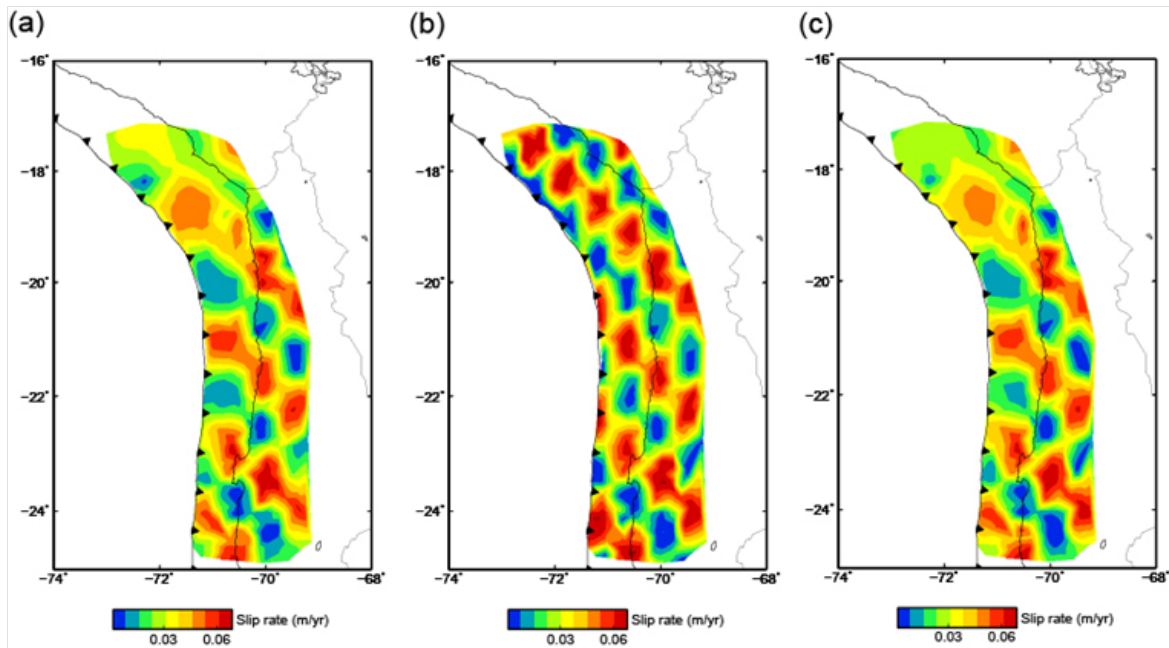 (a) (b) (c)
−16° −16° −16°
−18° −18° −18°
−20° −20° −20°
−22° −22° −22°
−24° −24° −24°
−74° −72° −70° −68° −74° −72° −70° −68° −74° −72° −70° −68°
Slip rate (m/yr) Slip rate (m/yr) Slip rate (m/yr)
0.03 0.06 0.03 0.06 0.03 0.06